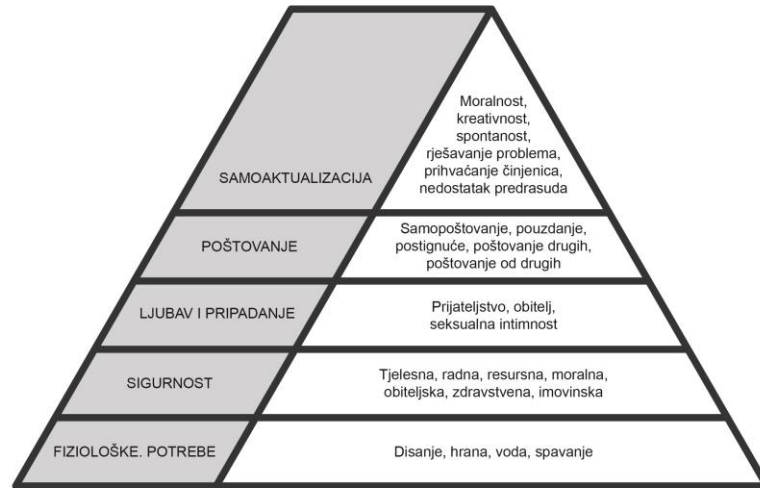 SAMOAKTUALIZACIJA
Moralnost,
kreativnost,
spontanost,
rješavanje problema,
prihvaćanje činjenica,
nedostatak predrasuda
POŠTOVANJE
Samopoštovanje, pouzdanje,
postignuće, poštovanje drugih,
poštovanje od drugih
LJUBAV I PRIPADANJE
Prijateljstvo, obitelj,
seksualna intimnost
SIGURNOST
Tjelesna, radna, resursna, moralna,
obiteljska, zdravstvena, imovinska
FIZIOLOŠKE. POTREBE
Disanje, hrana, voda, spavanje